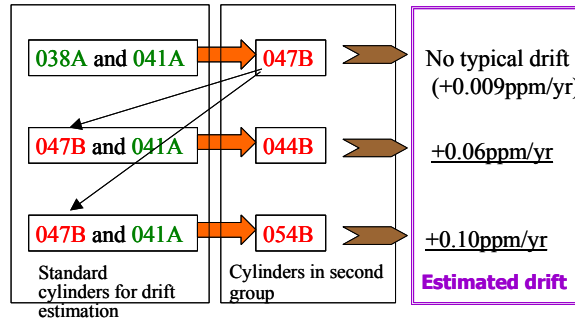 038A and 041A
047B
No typical drift
(+0.009ppm/yr)
047B and 041A
044B
+0.06ppm/yr
047B and 041A
054B
+0.10ppm/yr
Standard
cylinders for drift
estimation
Cylinders in second
group
Estimated drift